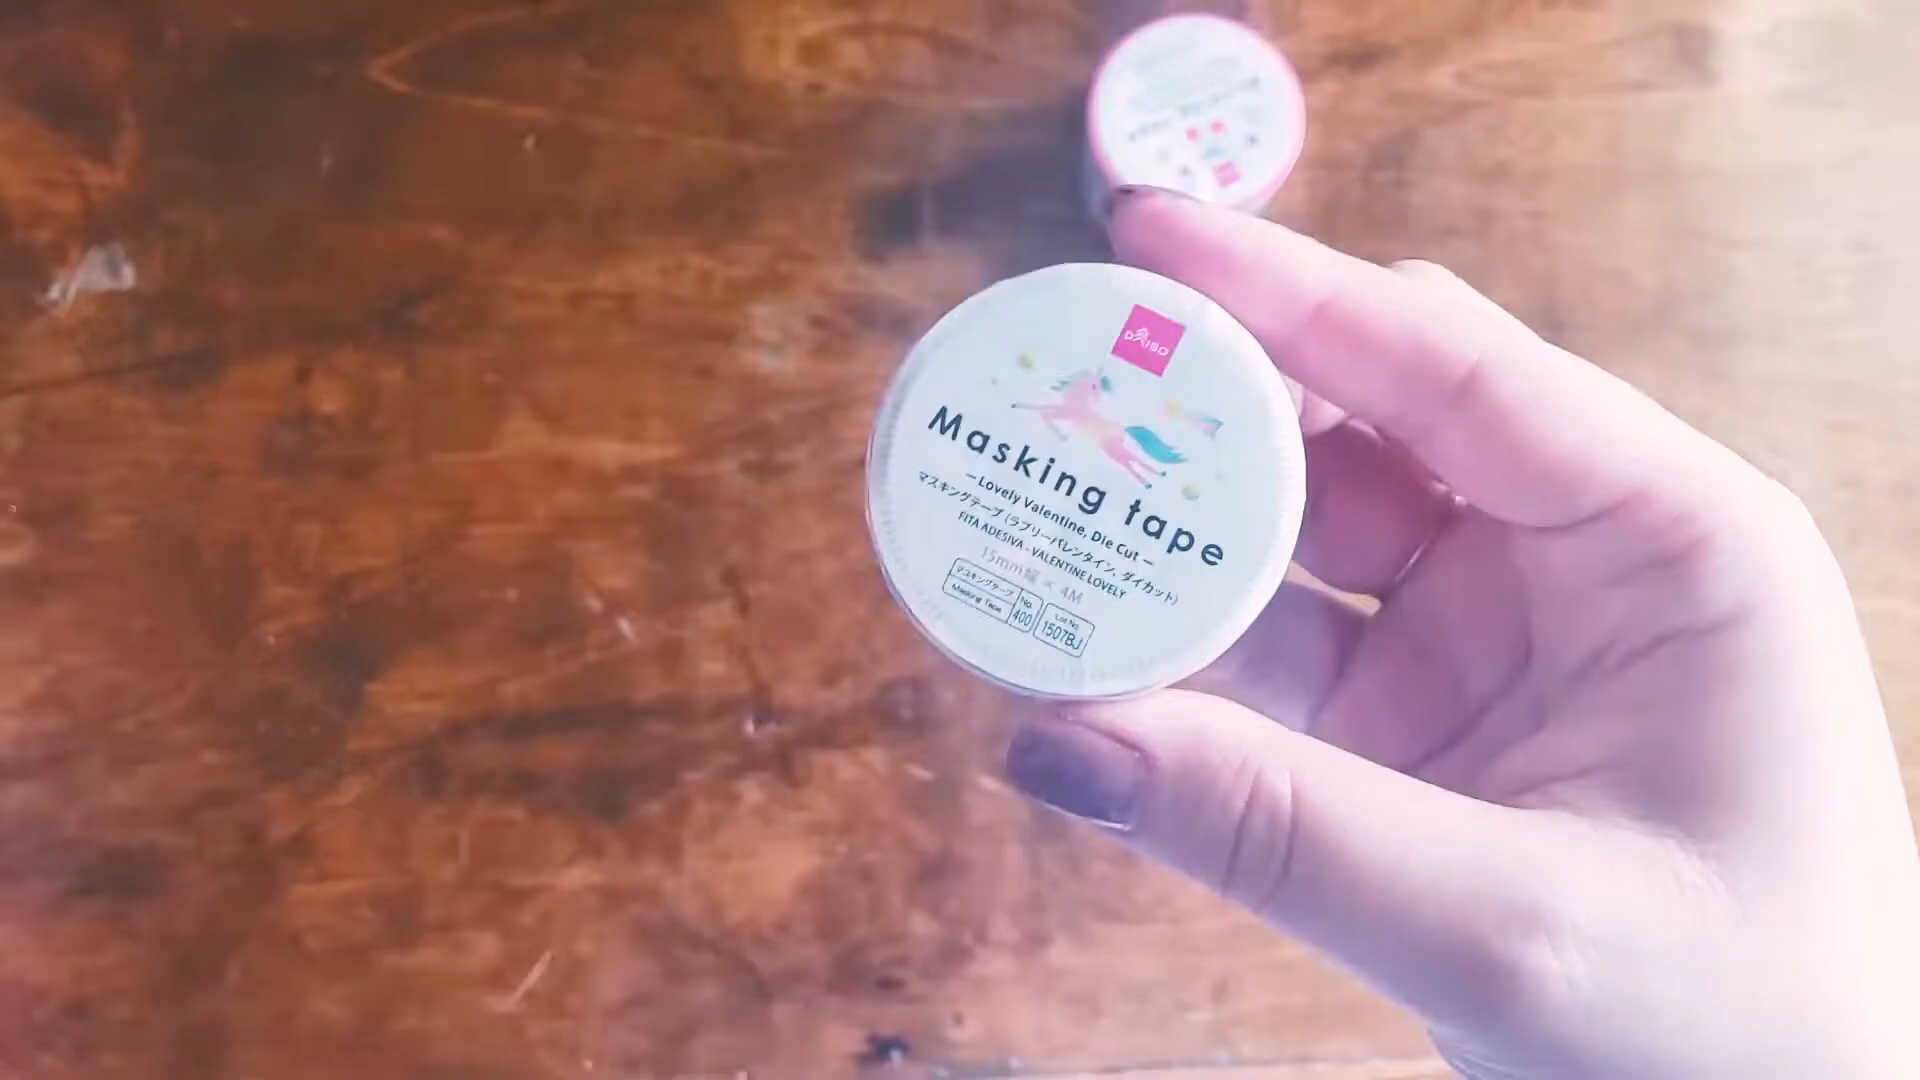 DAISO
Masking tape
－Lovely Valentine, Die Cut－
マスキングテープ（ラブリーバレンタイン、ダイカット）
FITA ADESIVA - VALENTINE LOVELY
15mm幅 × 4M
マスキングテープ
Masking Tape
No.
400
Lot No.
1507BJ